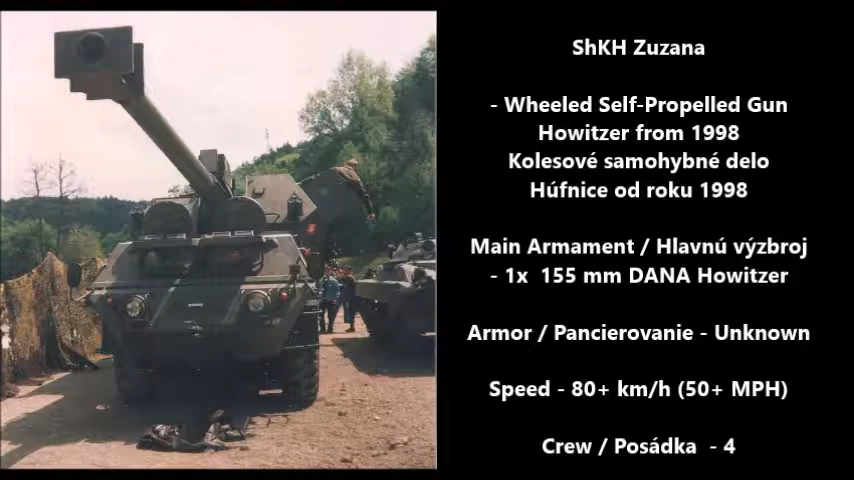 ShKH Zuzana
- Wheeled Self-Propelled Gun
Howitzer from 1998
Kolesové samohybné delo
Húfnice od roku 1998
Main Armament / Hlavnú výzbroj
- 1x  155 mm DANA Howitzer
Armor / Pancierovanie - Unknown
Speed - 80+ km/h (50+ MPH)
Crew / Posádka  - 4